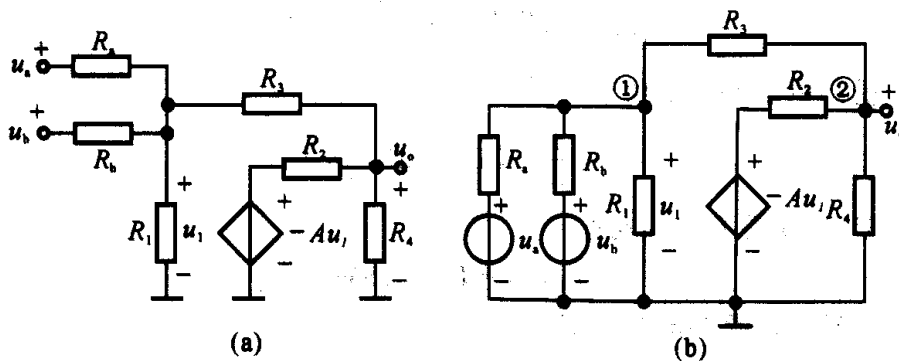 +
Rₐ
uₐ
R₃
u_b
R_b
+
R₂
uₒ
+
R₁
u₁
+
−Au₁
+
R₄
−
−
−
(a)
R₃
①
R₂
②
+
u
Rₐ
R_b
+
+
R₁
u₁
+
−Au₁
R₄
+
+
uₐ
u_b
−
−
−
−
(b)